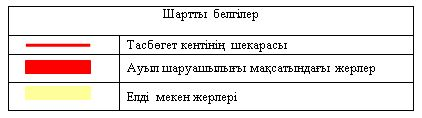 Шартты белгілер
Тасбөгет кентінің шекарасы
Ауыл шаруашылығы мақсатындағы жерлер
Елді мекен жерлері